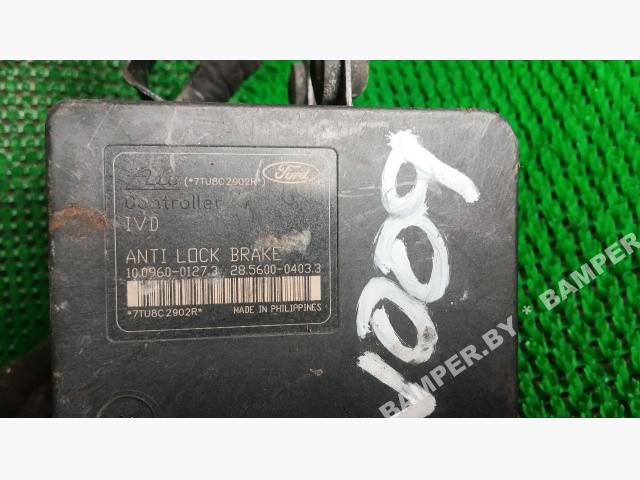 Ate (*7TU8C2902R*) Ford
Controller
IVD
ANTI LOCK BRAKE
10.0960-0127.3 28.5600-0403.3
*7TU8C2902R* MADE IN PHILIPPINES
1009
BAMPER.BY * BAMPER